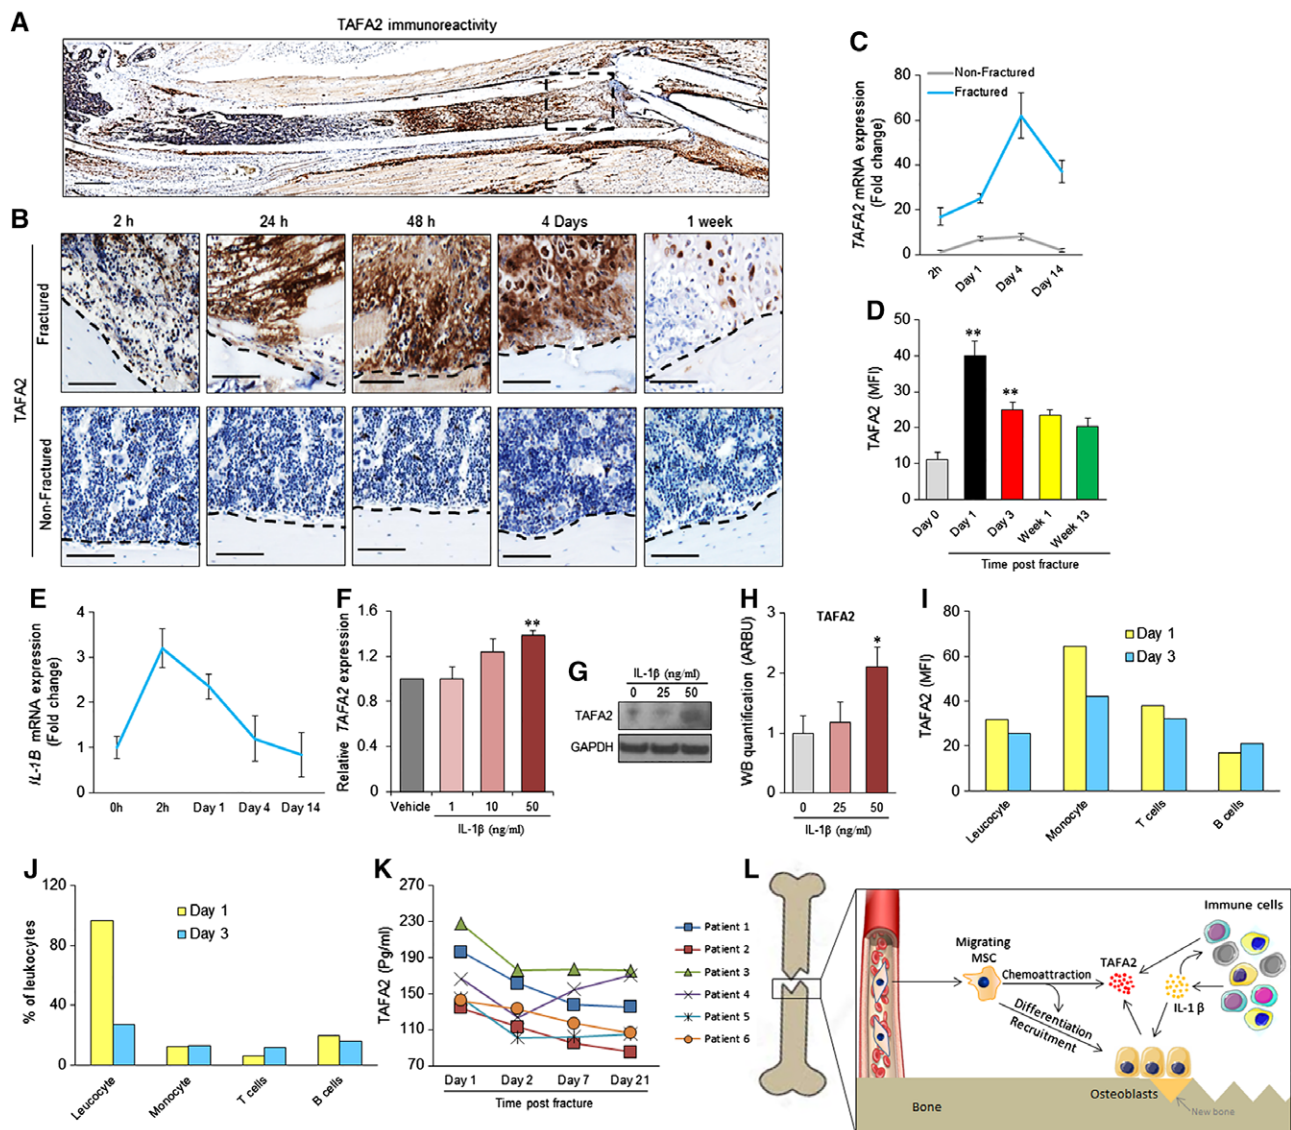 A
TAFA2 immunoreactivity
B
2 h
24 h
48 h
4 Days
1 week
TAFA2
Fractured
Non-Fractured
C
TAFA2 mRNA expression
(Fold change)
80
60
40
20
0
Non-Fractured
Fractured
2h
Day 1
Day 4
Day 14
D
TAFA2 (MFI)
50
40
30
20
10
0
**
**
Day 0
Day 1
Day 3
Week 1
Week 13
Time post fracture
E
IL-1B mRNA expression
(Fold change)
4
3
2
1
0
0h
2h
Day 1
Day 4
Day 14
F
Relative TAFA2 expression
1.6
1.2
0.8
0.4
0
**
Vehicle
1
10
50
IL-1β (ng/ml)
G
IL-1β (ng/ml)
0
25
50
TAFA2
GAPDH
H
TAFA2
WB quantification (ARBU)
3
2
1
0
*
0
25
50
IL-1β (ng/ml)
I
TAFA2 (MFI)
80
60
40
20
0
Day 1
Day 3
Leucocyte
Monocyte
T cells
B cells
J
% of leukocytes
120
80
40
0
Day 1
Day 3
Leucocyte
Monocyte
T cells
B cells
K
TAFA2 (Pg/ml)
270
230
190
150
110
70
Day 1
Day 2
Day 7
Day 21
Time post fracture
Patient 1
Patient 2
Patient 3
Patient 4
Patient 5
Patient 6
L
Immune cells
Migrating
MSC
Chemoattraction
TAFA2
IL-1 β
Differentiation
Recruitment
Osteoblasts
Bone
New bone